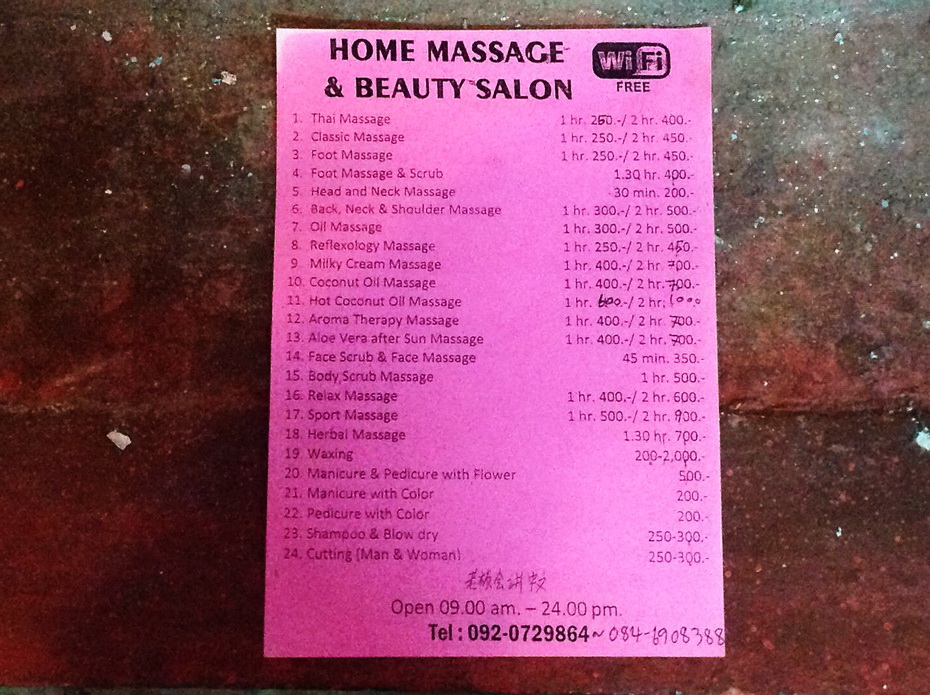 HOME MASSAGE
& BEAUTY SALON
WiFi
FREE
1. Thai Massage 1 hr. 250.-/ 2 hr. 400.-
2. Classic Massage 1 hr. 250.-/ 2 hr. 450.-
3. Foot Massage 1 hr. 250.-/ 2 hr. 450.-
4. Foot Massage & Scrub 1.30 hr. 400.-
5. Head and Neck Massage 30 min. 200.-
6. Back, Neck & Shoulder Massage 1 hr. 300.-/ 2 hr. 500.-
7. Oil Massage 1 hr. 300.-/ 2 hr. 500.-
8. Reflexology Massage 1 hr. 250.-/ 2 hr. 450.-
9. Milky Cream Massage 1 hr. 400.-/ 2 hr. 700.-
10. Coconut Oil Massage 1 hr. 400.-/ 2 hr. 700.-
11. Hot Coconut Oil Massage 1 hr. 600.-/ 2 hr. 1000
12. Aroma Therapy Massage 1 hr. 400.-/ 2 hr. 700.-
13. Aloe Vera after Sun Massage 1 hr. 400.-/ 2 hr. 700.-
14. Face Scrub & Face Massage 45 min. 350.-
15. Body Scrub Massage 1 hr. 500.-
16. Relax Massage 1 hr. 400.-/ 2 hr. 600.-
17. Sport Massage 1 hr. 500.-/ 2 hr. 900.-
18. Herbal Massage 1.30 hr. 700.-
19. Waxing 200-2,000.-
20. Manicure & Pedicure with Flower 500.-
21. Manicure with Color 200.-
22. Pedicure with Color 200.-
23. Shampoo & Blow dry 250-300.-
24. Cutting (Man & Woman) 250-300.-
会讲中文
Open 09.00 am. – 24.00 pm.
Tel : 092-0729864 ~ 084-6908388